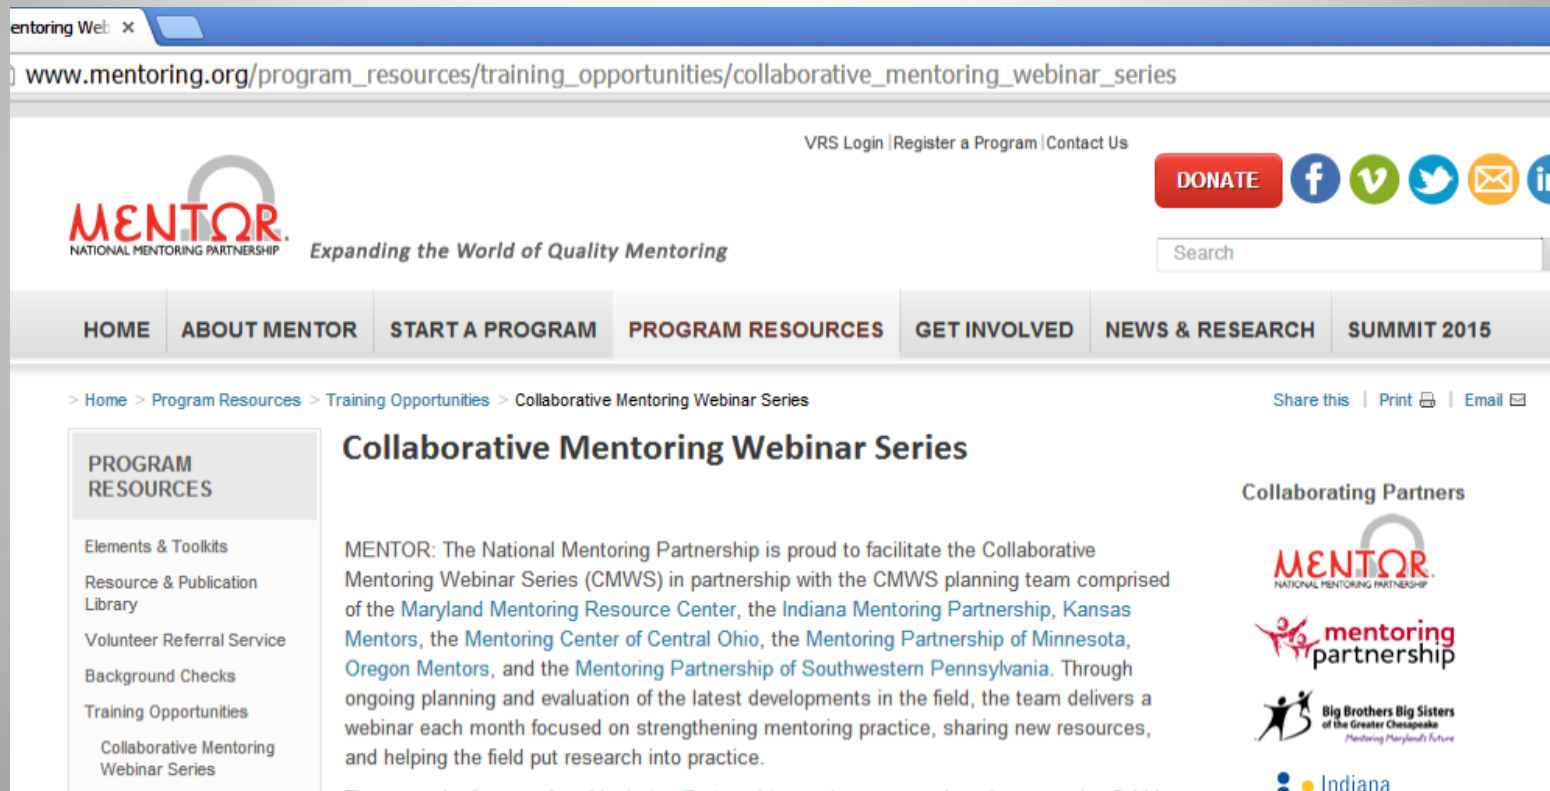 entoring Web
www.mentoring.org/program_resources/training_opportunities/collaborative_mentoring_webinar_series
VRS Login | Register a Program | Contact Us
DONATE
MENTOR.
NATIONAL MENTORING PARTNERSHIP
Expanding the World of Quality Mentoring
Search
HOME ABOUT MENTOR START A PROGRAM PROGRAM RESOURCES GET INVOLVED NEWS & RESEARCH SUMMIT 2015
> Home > Program Resources > Training Opportunities > Collaborative Mentoring Webinar Series
Share this | Print | Email
PROGRAM
RESOURCES
Elements & Toolkits
Resource & Publication
Library
Volunteer Referral Service
Background Checks
Training Opportunities
Collaborative Mentoring
Webinar Series
Collaborative Mentoring Webinar Series
MENTOR: The National Mentoring Partnership is proud to facilitate the Collaborative
Mentoring Webinar Series (CMWS) in partnership with the CMWS planning team comprised
of the Maryland Mentoring Resource Center, the Indiana Mentoring Partnership, Kansas
Mentors, the Mentoring Center of Central Ohio, the Mentoring Partnership of Minnesota,
Oregon Mentors, and the Mentoring Partnership of Southwestern Pennsylvania. Through
ongoing planning and evaluation of the latest developments in the field, the team delivers a
webinar each month focused on strengthening mentoring practice, sharing new resources,
and helping the field put research into practice.
Collaborating Partners
MENTOR.
NATIONAL MENTORING PARTNERSHIP
mentoring
partnership
Big Brothers Big Sisters
of the Greater Chesapeake
Mentoring Maryland's Future
Indiana